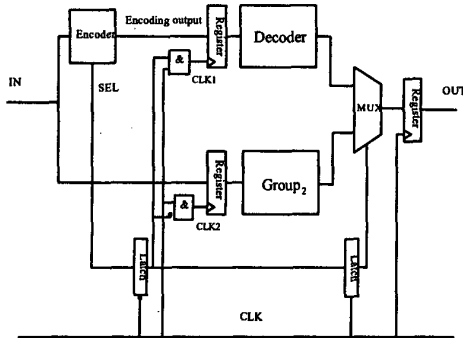 Encoding output
Encoder
Register
Decoder
&
CLK1
IN
SEL
MUX
Register
OUT
Register
Group2
&
CLK2
Latch
Latch
CLK